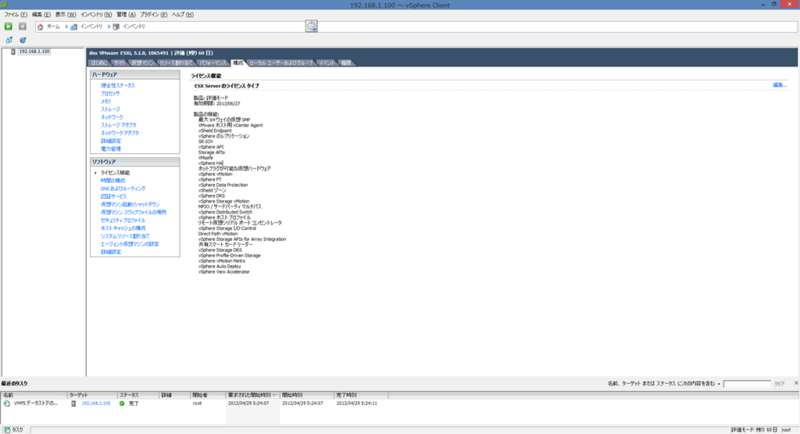 192.168.1.100 ～ vSphere Client
ファイル(F) 編集(E) 表示(W) インベントリ(N) 管理(A) プラグイン(P) ヘルプ(H)
ホーム インベントリ インベントリ
192.168.1.100
VMware ESXi, 5.1.0, 1065491 | 評価 (残り 60 日)
はじめに サマリ 仮想マシン リソース割り当て パフォーマンス 構成 ローカル ユーザーおよびグループ イベント 権限
ハードウェア
健全性ステータス
プロセッサ
メモリ
ストレージ
ネットワーク
ストレージ アダプタ
ネットワーク アダプタ
詳細設定
電力管理
ソフトウェア
ライセンス機能
時間の構成
DNS およびルーティング
認証サービス
仮想マシン起動/シャットダウン
仮想マシン スワップファイルの場所
セキュリティ プロファイル
ホスト キャッシュの構成
システム リソース割り当て
エージェント仮想マシンの設定
詳細設定
ライセンス機能
ESX Server のライセンス タイプ
編集...
製品: 評価モード
有効期限: 2013/06/27
製品の機能:
最大 64 ウェイの仮想 SMP
VMware ホスト用 vCenter Agent
vShield Endpoint
vSphere のレプリケーション
SR-IOV
vSphere API
Storage APIs
VMsafe
vSphere HA
ホットプラグが可能な仮想ハードウェア
vSphere vMotion
vSphere FT
vSphere Data Protection
vShield ゾーン
vSphere DRS
vSphere Storage vMotion
MPIO / サードパーティ マルチパス
vSphere Distributed Switch
vSphere ホスト プロファイル
リモート仮想シリアル ポート コンセントレータ
vSphere Storage I/O Control
Direct Path vMotion
vSphere Storage APIs for Array Integration
共有スマート カード リーダー
vSphere Storage DRS
vSphere Profile-Driven Storage
vSphere vMotion Metro
vSphere Auto Deploy
vSphere View Accelerator
最近のタスク
名前、ターゲット または ステータス に次の内容を含む:
クリア
名前 ターゲット ステータス 詳細 開始者 要求された開始時刻 開始時刻 完了時刻
VMFS データストアの... 192.168.1.100 完了 root 2013/04/29 5:24:07 2013/04/29 5:24:07 2013/04/29 5:24:11
タスク
評価モード: 残り 60 日 root